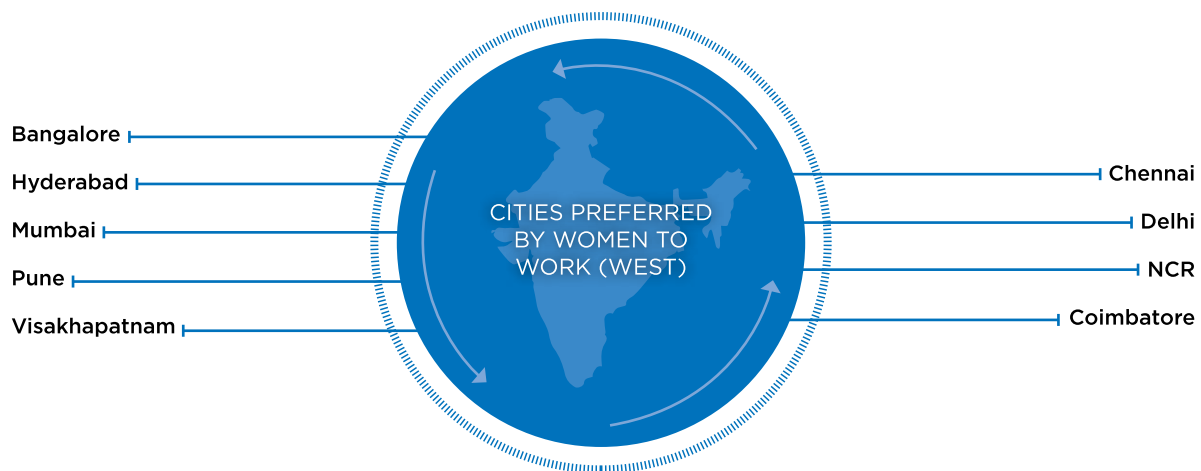 Bangalore
Hyderabad
Mumbai
Pune
Visakhapatnam
CITIES PREFERRED
BY WOMEN TO
WORK (WEST)
Chennai
Delhi
NCR
Coimbatore